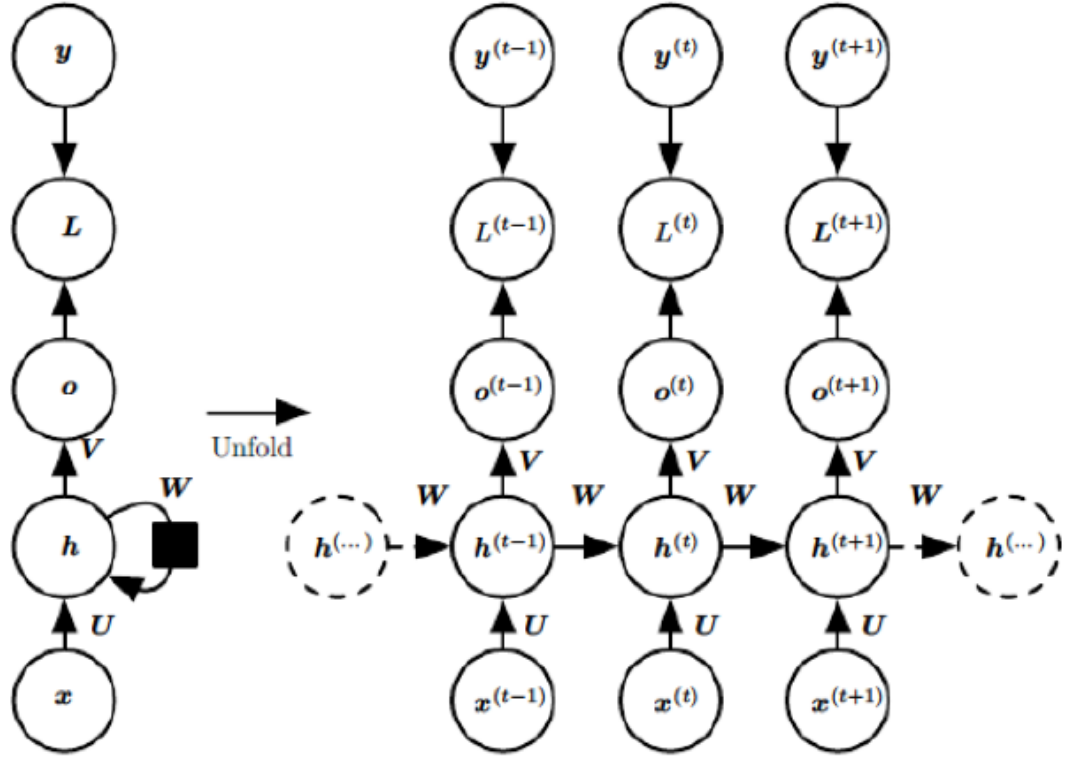 y y^(t−1) y^(t) y^(t+1)
L L^(t−1) L^(t) L^(t+1)
o o^(t−1) o^(t) o^(t+1)
Unfold
V V V V
W W W W W
h h^(...) h^(t−1) h^(t) h^(t+1) h^(...)
U U U U
x x^(t−1) x^(t) x^(t+1)